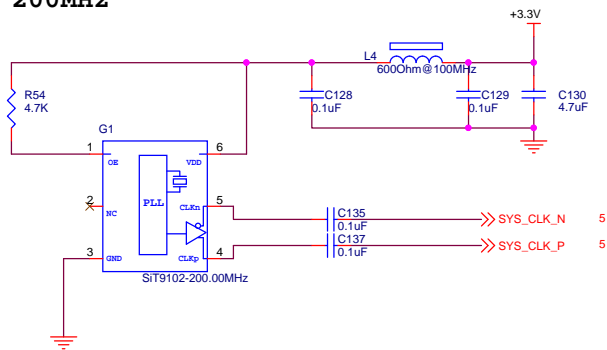 200MHz
+3.3V
L4
600Ohm@100MHz
R54
4.7K
C128
0.1uF
C129
0.1uF
C130
4.7uF
G1
1
OE
VDD
6
2
NC
PLL
CLKn
5
3
GND
CLKp
4
SiT9102-200.00MHz
C135
0.1uF
SYS_CLK_N 5
C137
0.1uF
SYS_CLK_P 5